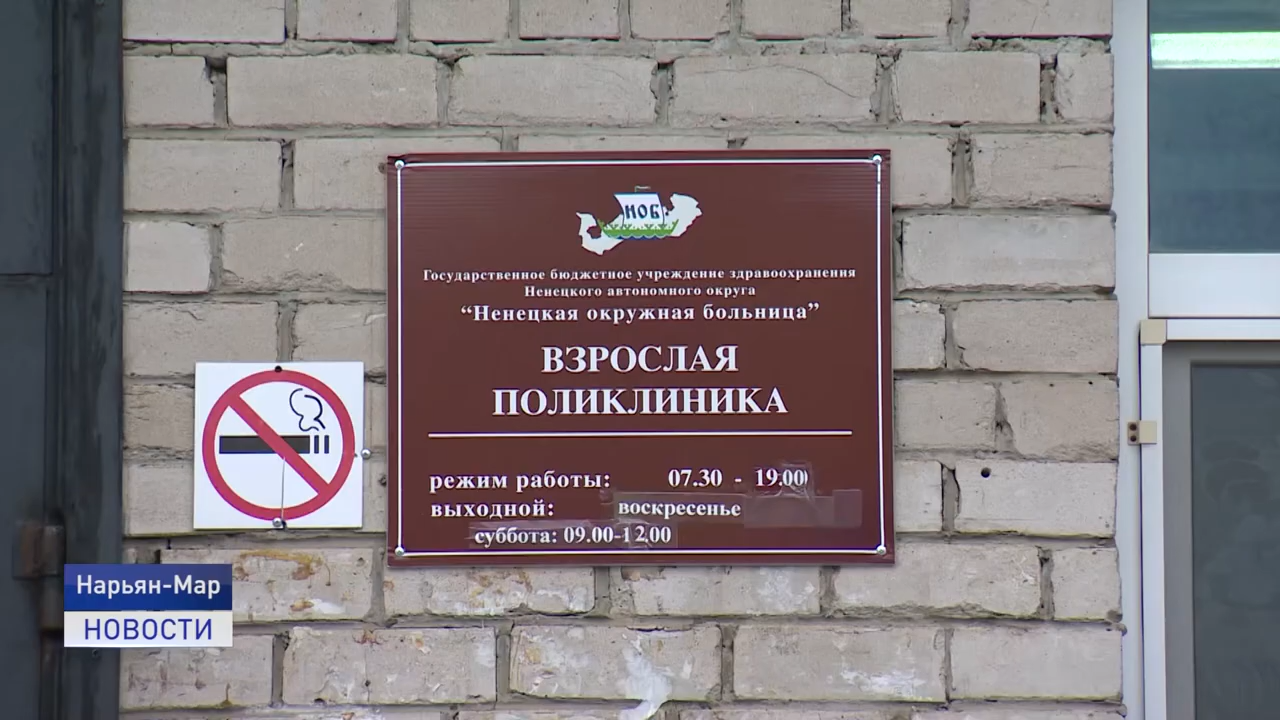 НОБ
Государственное бюджетное учреждение здравоохранения
Ненецкого автономного округа
“Ненецкая окружная больница”
ВЗРОСЛАЯ
ПОЛИКЛИНИКА
режим работы: 07.30 - 19.00
выходной: воскресенье
суббота: 09.00-12.00
Нарьян-Мар
НОВОСТИ